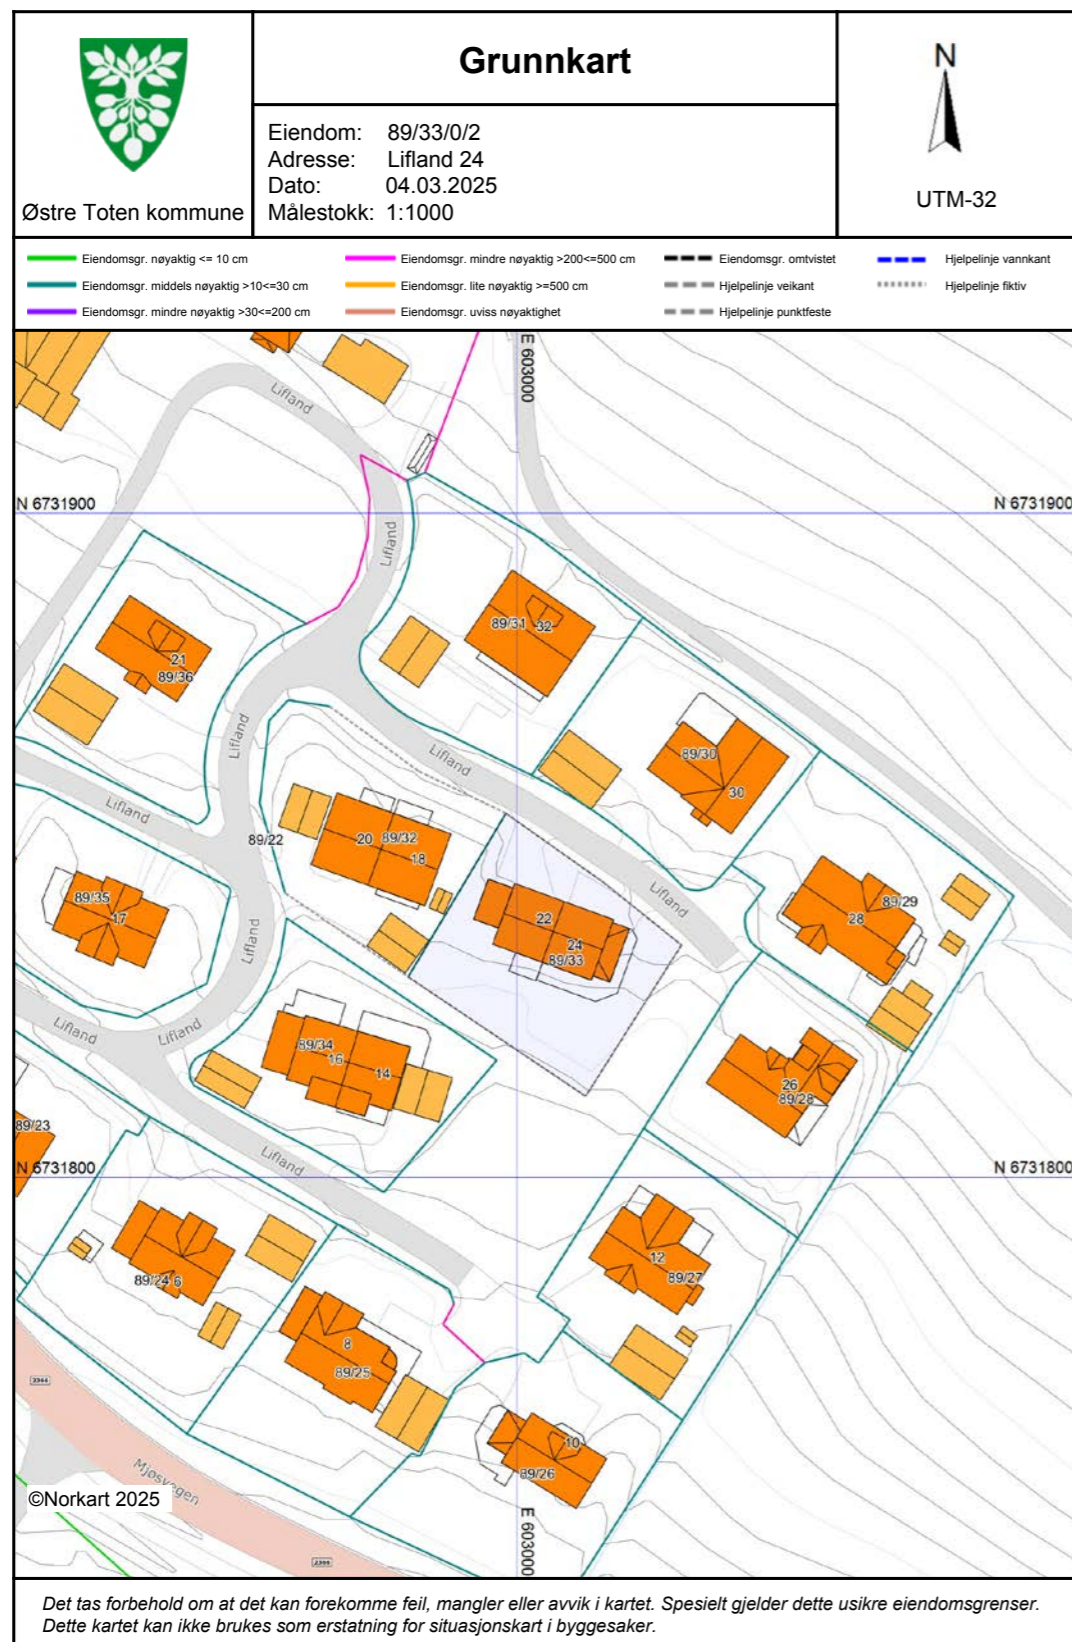 Grunnkart
N
Eiendom: 89/33/0/2
Adresse: Lifland 24
Dato: 04.03.2025
Målestokk: 1:1000
Østre Toten kommune
UTM-32
Eiendomsgr. nøyaktig <= 10 cm
Eiendomsgr. middels nøyaktig >10<=30 cm
Eiendomsgr. mindre nøyaktig >30<=200 cm
Eiendomsgr. mindre nøyaktig >200<=500 cm
Eiendomsgr. lite nøyaktig >=500 cm
Eiendomsgr. uviss nøyaktighet
Eiendomsgr. omtvistet
Hjelpelinje veikant
Hjelpelinje punktfeste
Hjelpelinje vannkant
Hjelpelinje fiktiv
E 603000
Lifland
N 6731900
N 6731900
Lifland
89/31 32
21
89/36
Lifland
Lifland
89/30
30
Lifland
89/22
20 89/32
18
Lifland
89/35
17
89/29
28
22
24
89/33
Lifland
Lifland
Lifland
89/34
16
14
26
89/28
89/23
Lifland
N 6731800
N 6731800
12
89/27
89/24 6
8
89/25
2344
10
89/26
Mjøsvegen
©Norkart 2025
E 603000
Det tas forbehold om at det kan forekomme feil, mangler eller avvik i kartet. Spesielt gjelder dette usikre eiendomsgrenser.
Dette kartet kan ikke brukes som erstatning for situasjonskart i byggesaker.